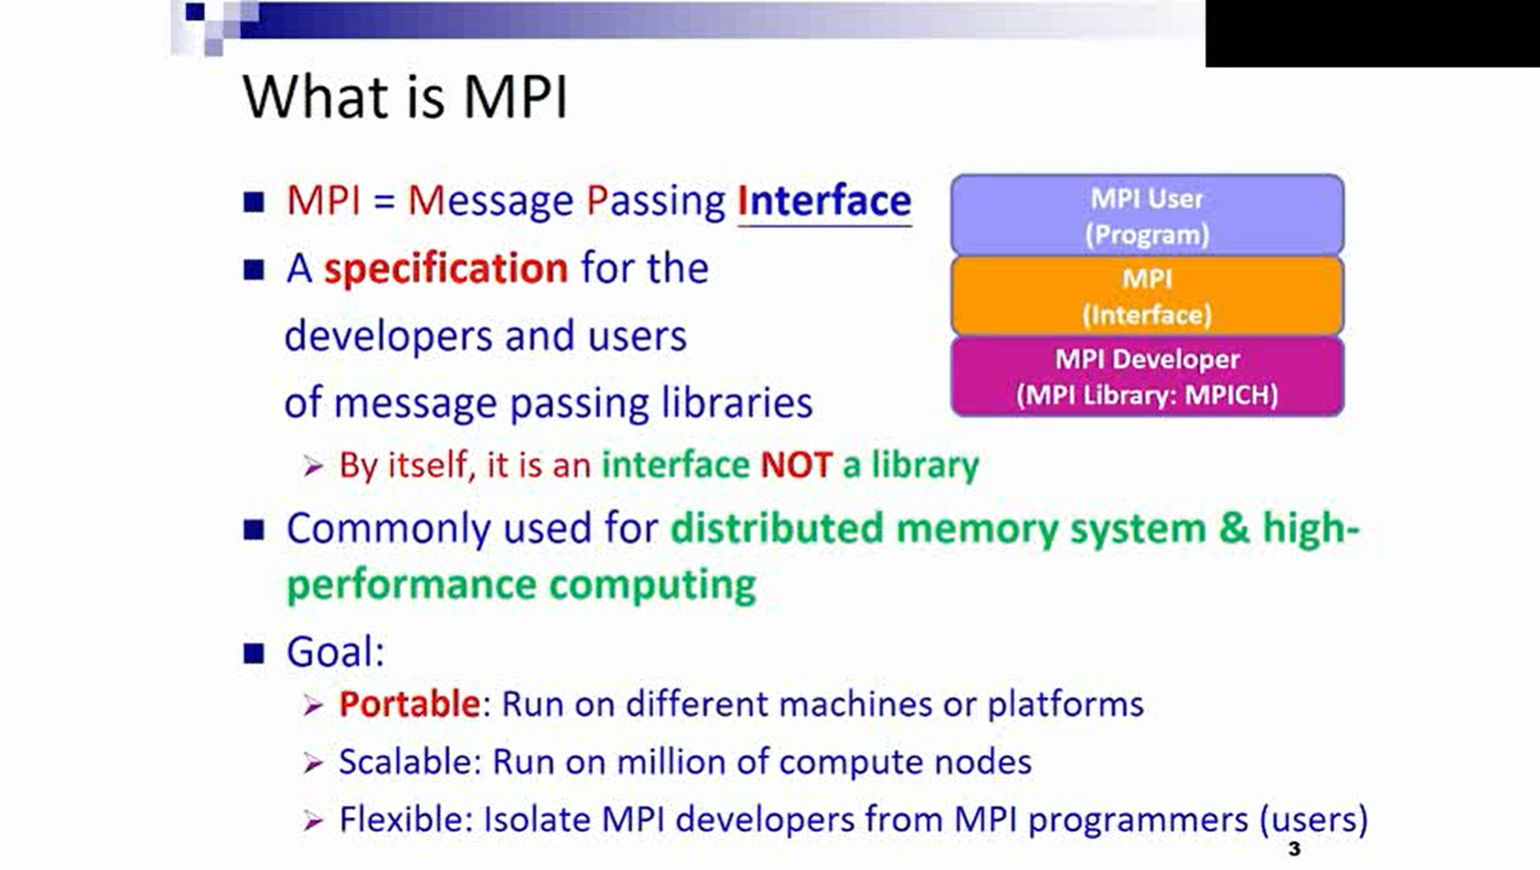 What is MPI
MPI = Message Passing Interface
A specification for the
developers and users
of message passing libraries
By itself, it is an interface NOT a library
Commonly used for distributed memory system & high-
performance computing
Goal:
Portable: Run on different machines or platforms
Scalable: Run on million of compute nodes
Flexible: Isolate MPI developers from MPI programmers (users)
MPI User
(Program)
MPI
(Interface)
MPI Developer
(MPI Library: MPICH)
3